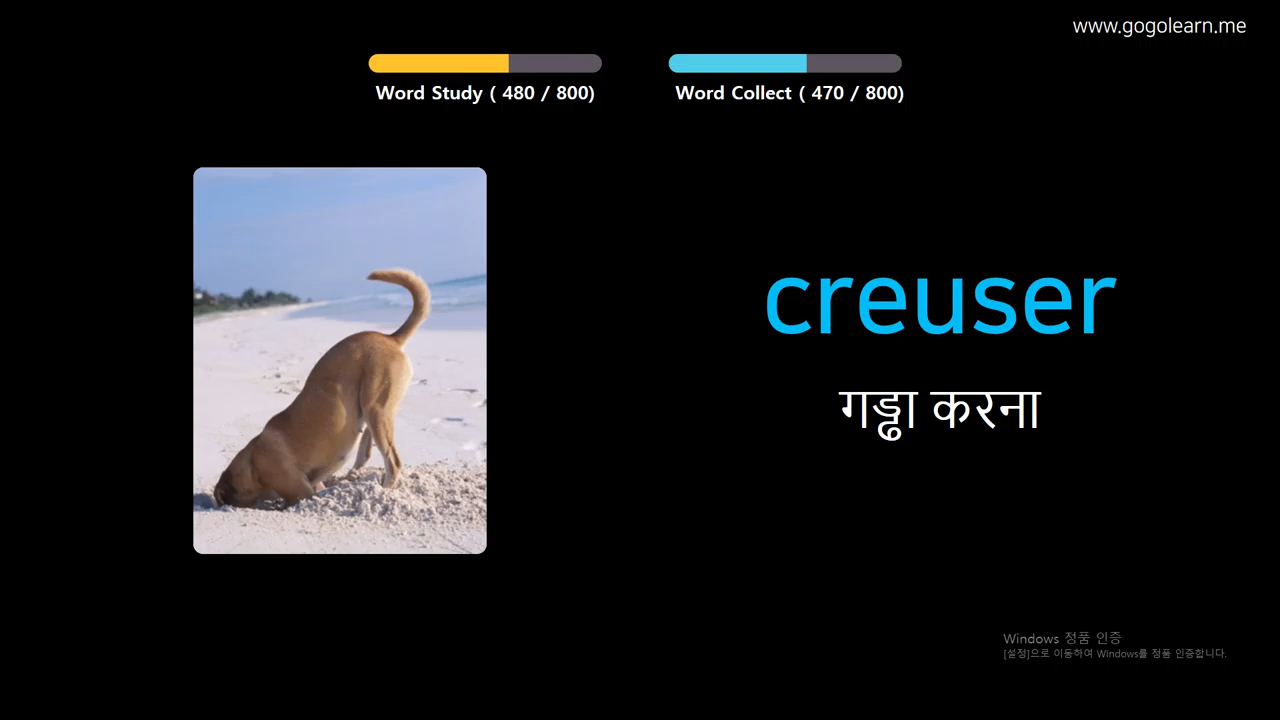 www.gogolearn.me
Word Study ( 480 / 800)
Word Collect ( 470 / 800)
creuser
गड्ढा करना
Windows 정품 인증
[설정]으로 이동하여 Windows를 정품 인증합니다.